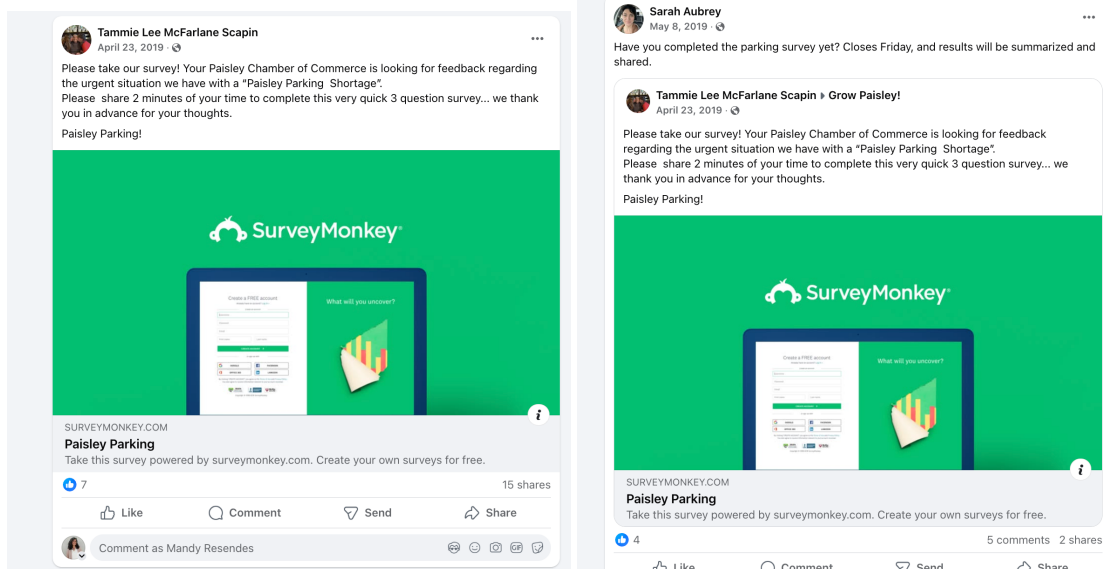 Tammie Lee McFarlane Scapin
April 23, 2019 ·
Please take our survey! Your Paisley Chamber of Commerce is looking for feedback regarding
the urgent situation we have with a “Paisley Parking  Shortage”.
Please  share 2 minutes of your time to complete this very quick 3 question survey... we thank
you in advance for your thoughts.
Paisley Parking!
SurveyMonkey
Create a FREE account
What will you uncover?
SURVEYMONKEY.COM
Paisley Parking
Take this survey powered by surveymonkey.com. Create your own surveys for free.
7
15 shares
Like
Comment
Send
Share
Comment as Mandy Resendes
GIF
Sarah Aubrey
May 8, 2019 ·
Have you completed the parking survey yet? Closes Friday, and results will be summarized and
shared.
Tammie Lee McFarlane Scapin ▸ Grow Paisley!
April 23, 2019 ·
Please take our survey! Your Paisley Chamber of Commerce is looking for feedback
regarding the urgent situation we have with a “Paisley Parking  Shortage”.
Please  share 2 minutes of your time to complete this very quick 3 question survey... we
thank you in advance for your thoughts.
Paisley Parking!
SurveyMonkey
Create a FREE account
What will you uncover?
SURVEYMONKEY.COM
Paisley Parking
Take this survey powered by surveymonkey.com. Create your own surveys for free.
4
5 comments  2 shares
Like
Comment
Send
Share